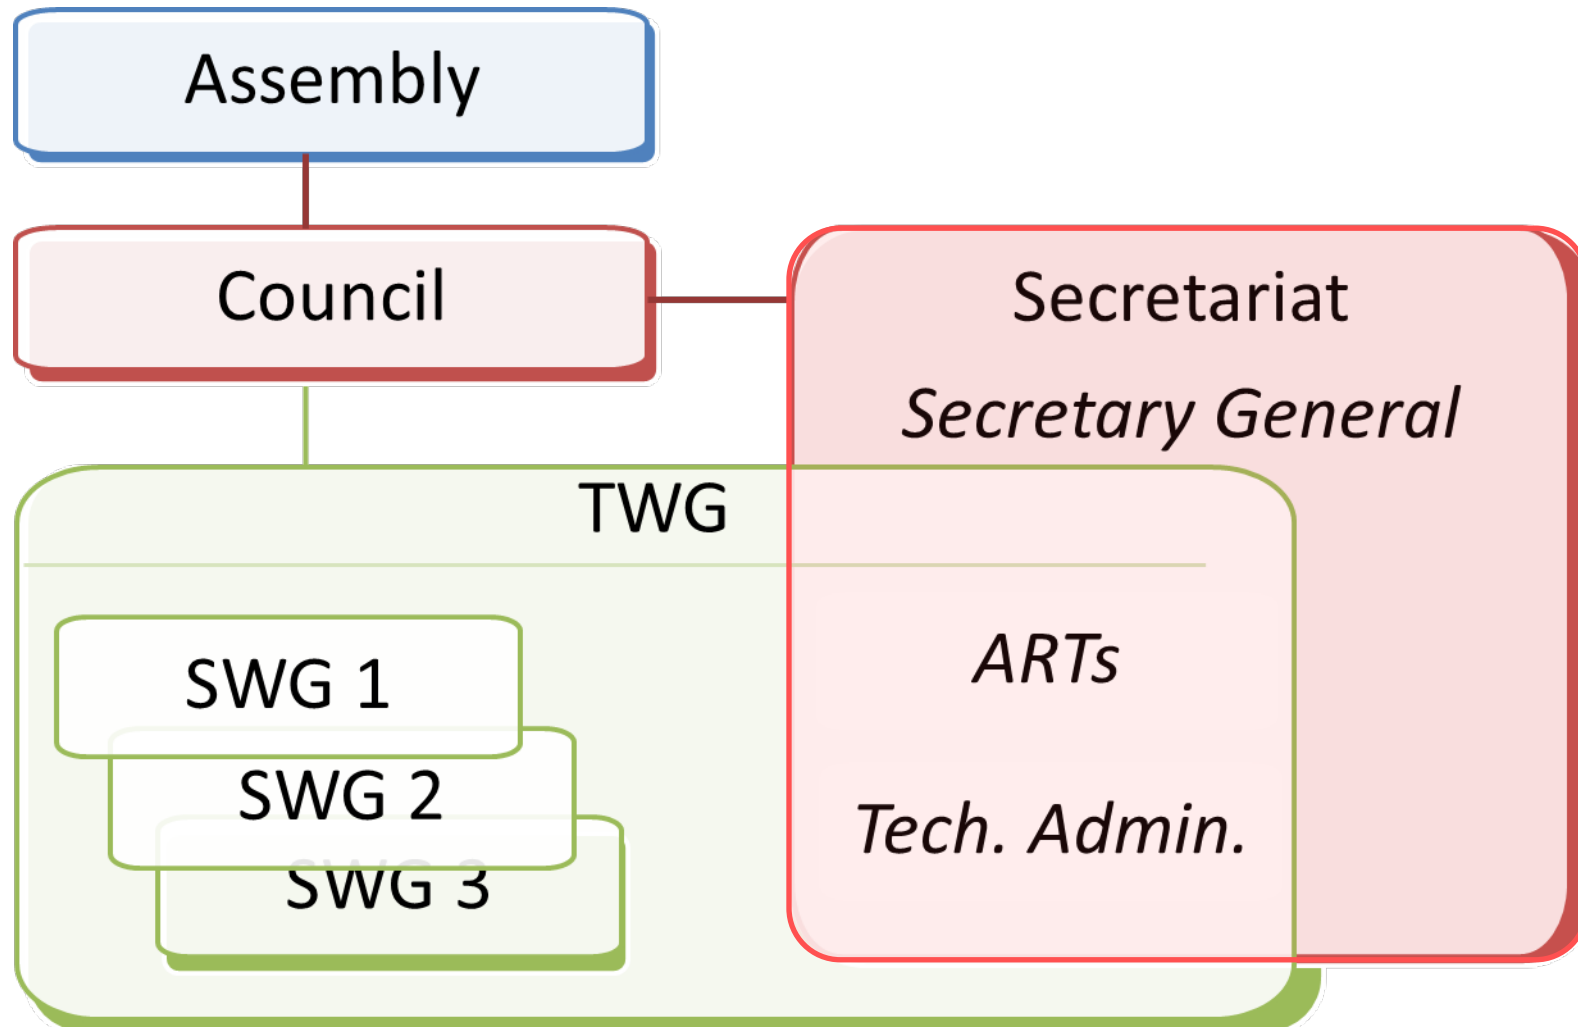 Assembly
Council
Secretariat
Secretary General
TWG
SWG 1
SWG 2
SWG 3
ARTs
Tech. Admin.